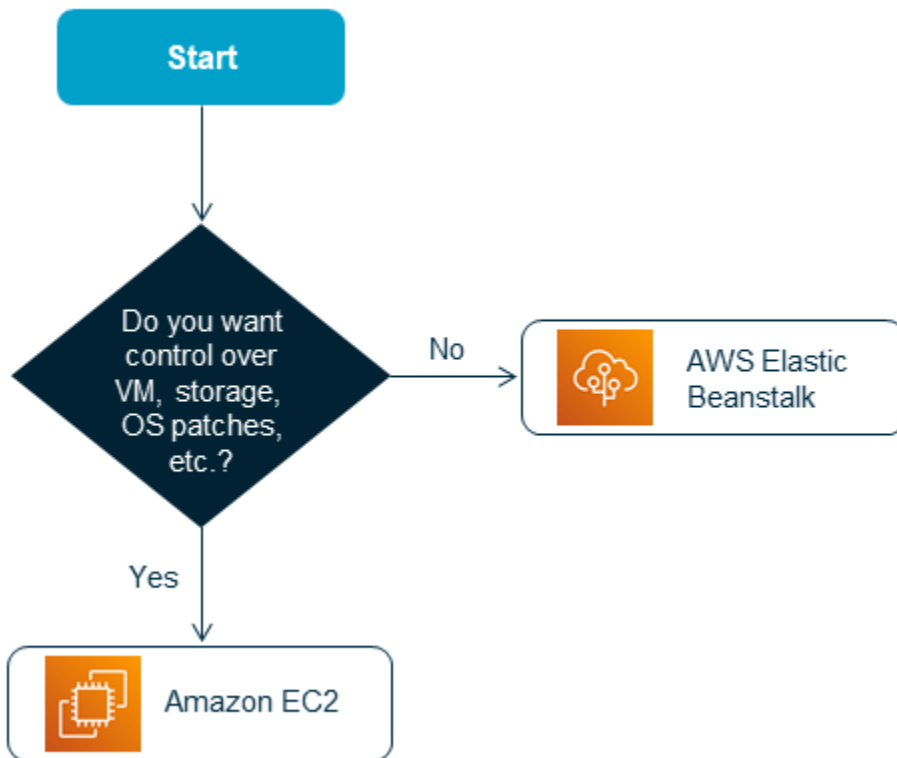 Start
Do you want
control over
VM, storage,
OS patches,
etc.?
No
AWS Elastic
Beanstalk
Yes
Amazon EC2